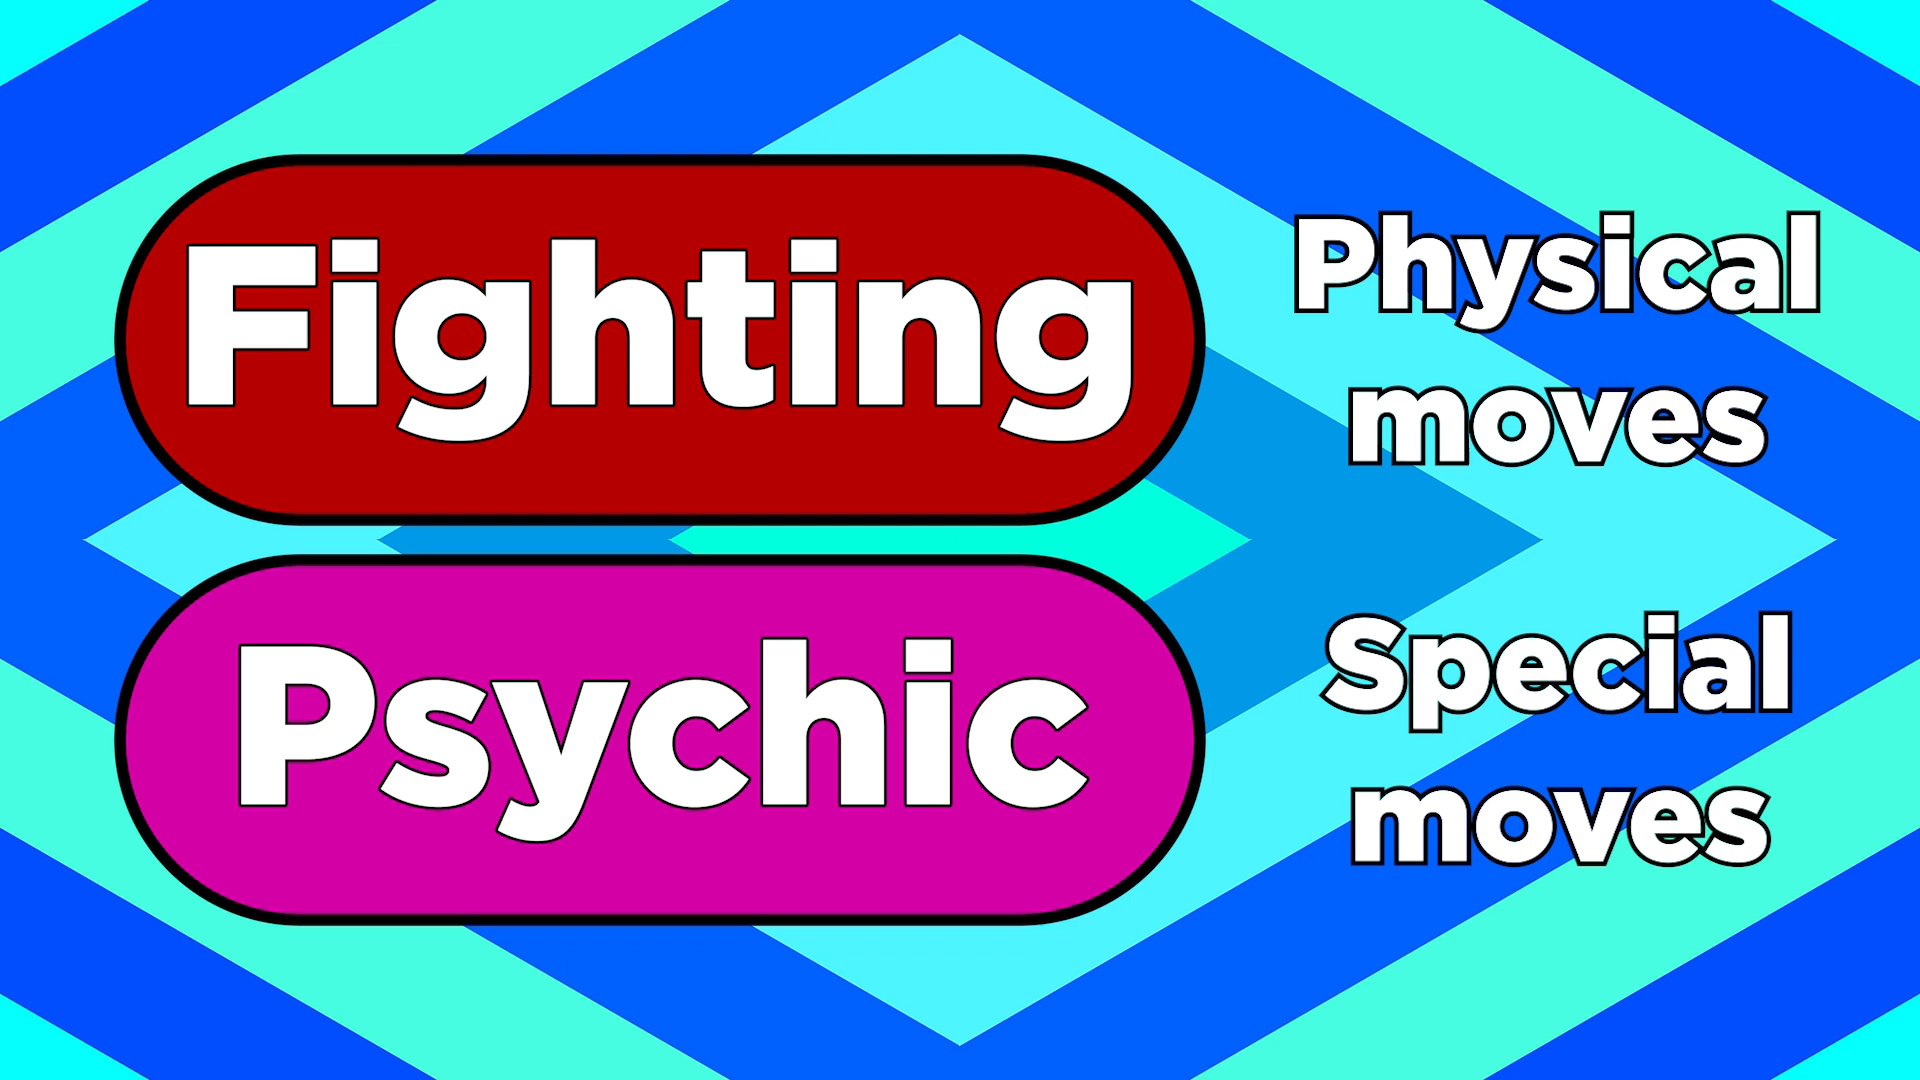 Fighting
Physical
moves
Psychic
Special
moves